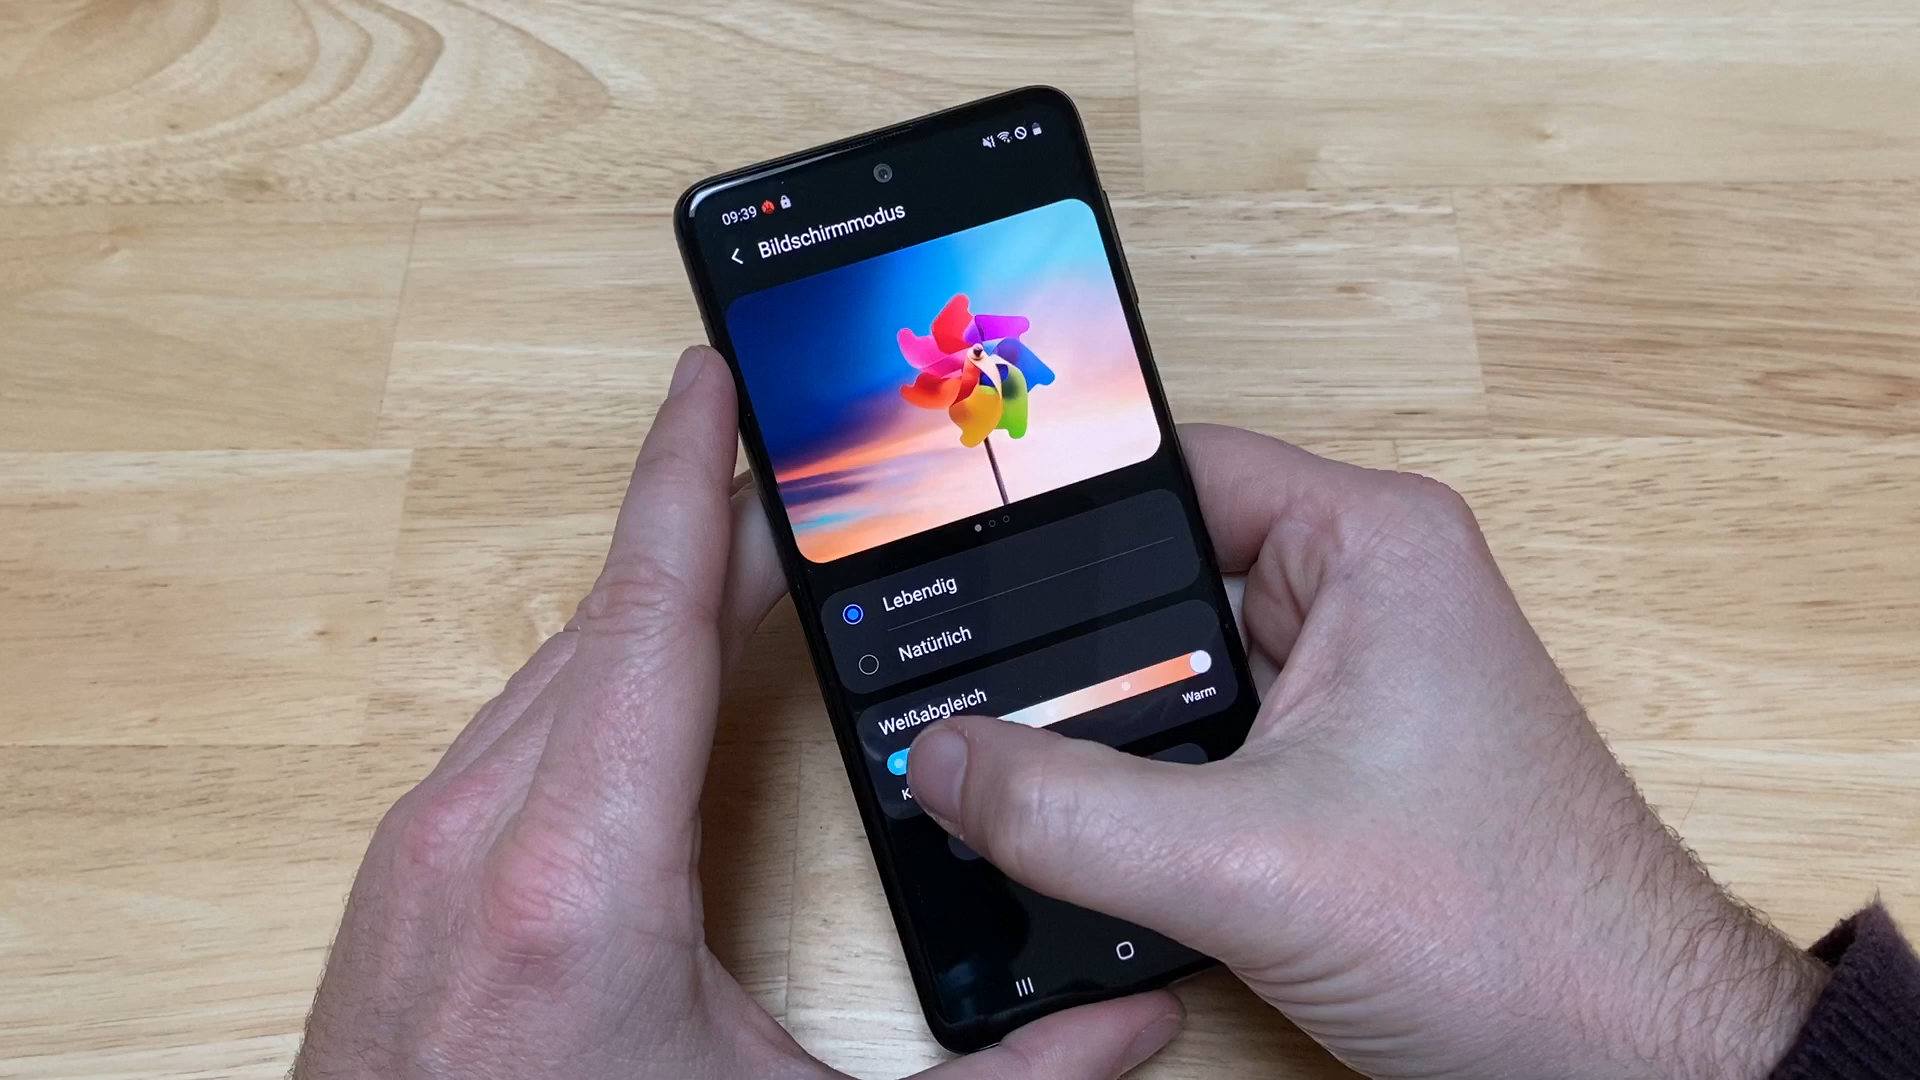 09:39
Bildschirmmodus
Lebendig
Natürlich
Weißabgleich
Warm